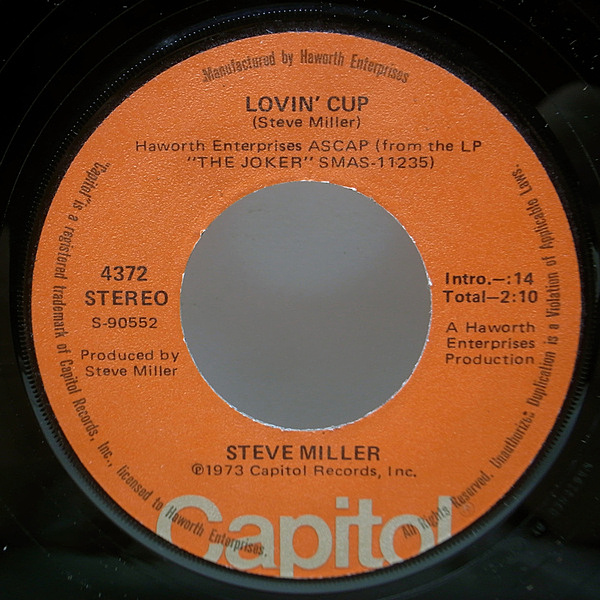 Manufactured by Haworth Enterprises
LOVIN' CUP
(Steve Miller)
Haworth Enterprises ASCAP (from the LP
"THE JOKER" SMAS-11235)
4372
STEREO
S-90552
Produced by
Steve Miller
Intro.–:14
Total–2:10
A Haworth
Enterprises
Production
STEVE MILLER
℗1973 Capitol Records, Inc.
"Capitol" is a registered trademark of Capitol Records, Inc., licensed to Haworth Enterprises.
All Rights Reserved. Unauthorized Duplication is a Violation of Applicable Laws.
Capitol®